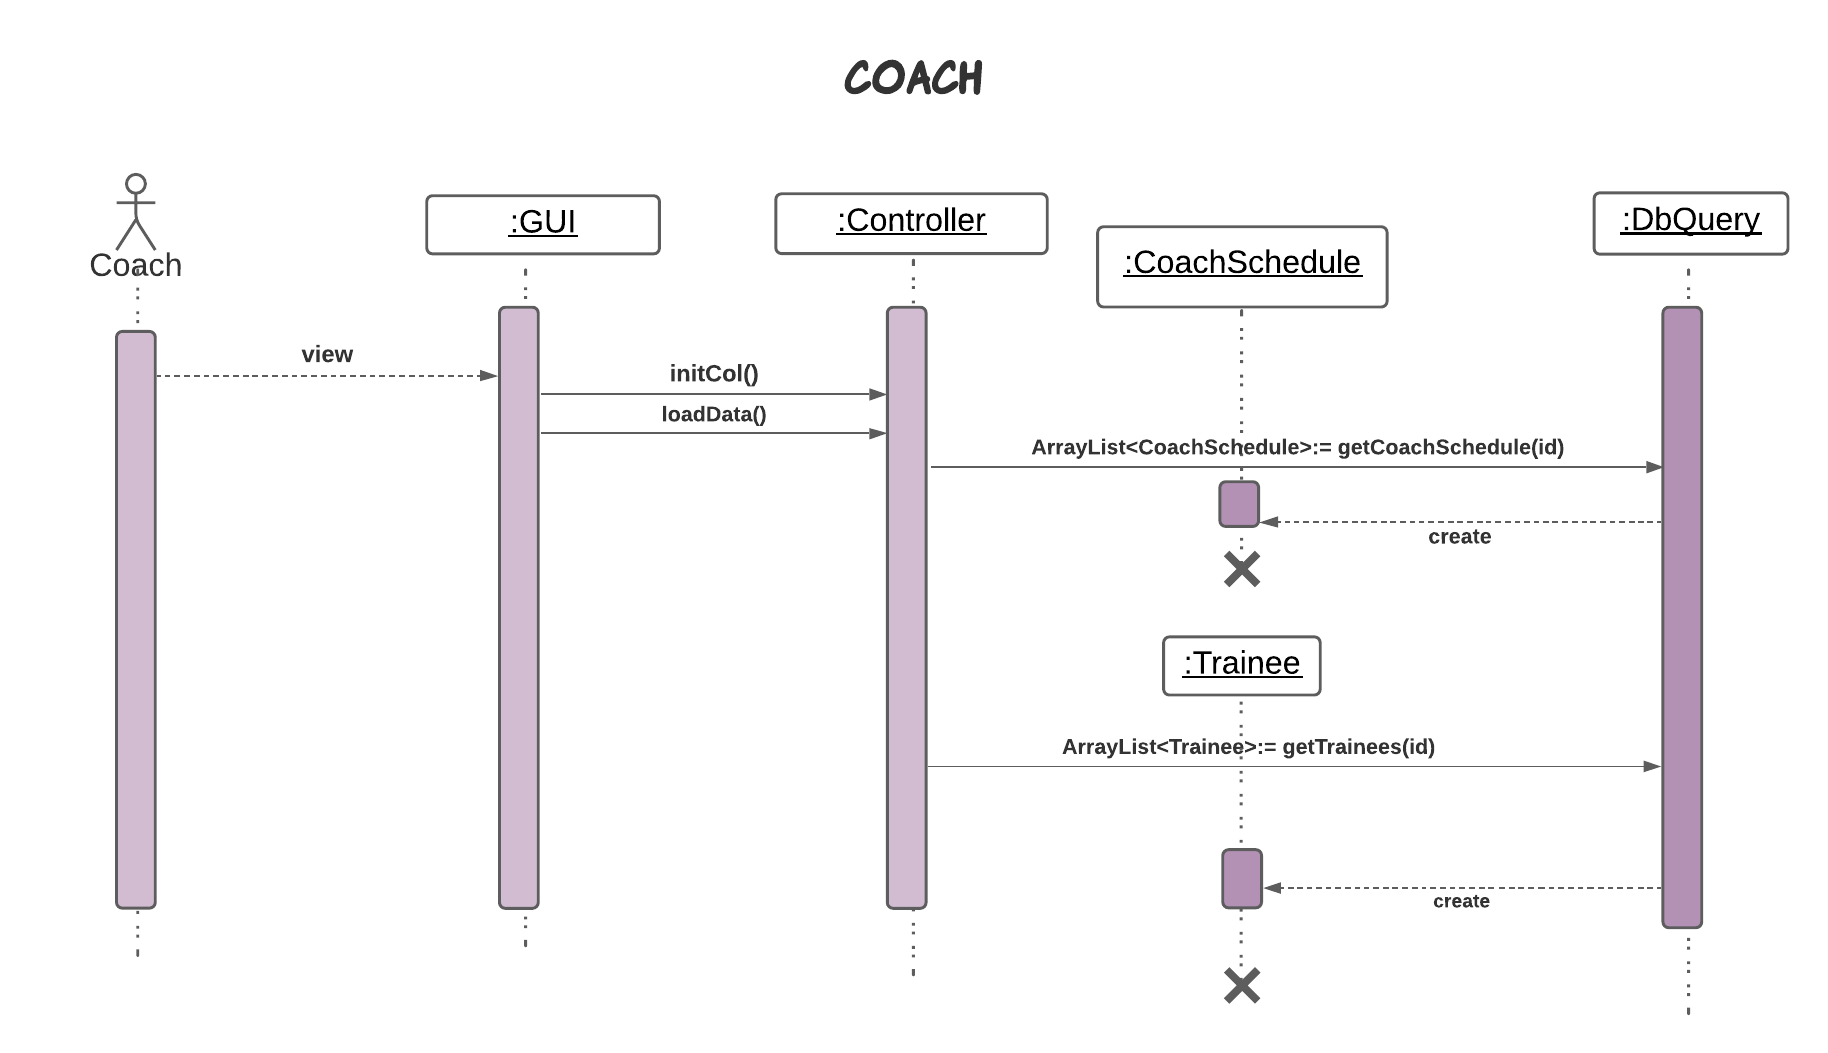 COACH
Coach
:GUI
:Controller
:CoachSchedule
:DbQuery
view
initCol()
loadData()
ArrayList<CoachSchedule>:= getCoachSchedule(id)
create
:Trainee
ArrayList<Trainee>:= getTrainees(id)
create